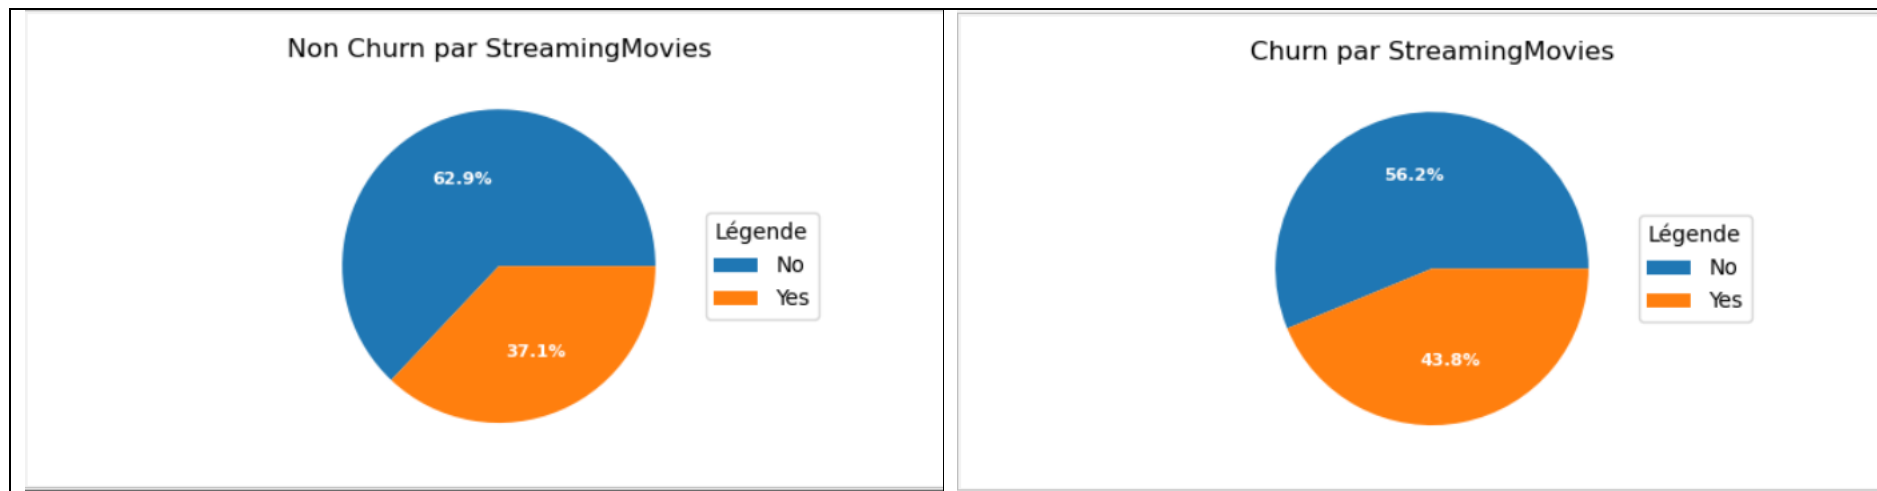 Non Churn par StreamingMovies
62.9%
37.1%
Légende
No
Yes
Churn par StreamingMovies
56.2%
43.8%
Légende
No
Yes